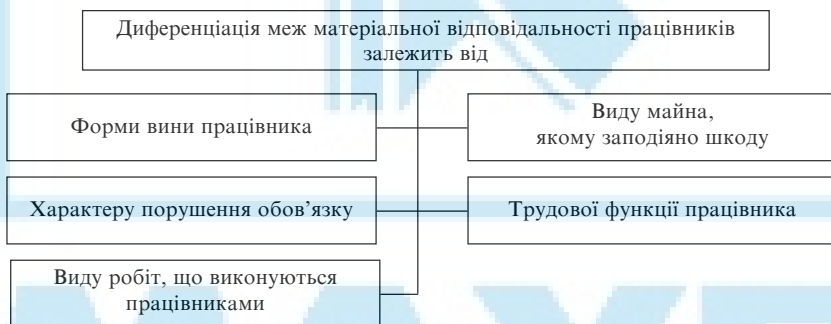 Диференціація меж матеріальної відповідальності працівників
залежить від
Форми вини працівника
Виду майна,
якому заподіяно шкоду
Характеру порушення обов’язку
Трудової функції працівника
Виду робіт, що виконуються
працівниками